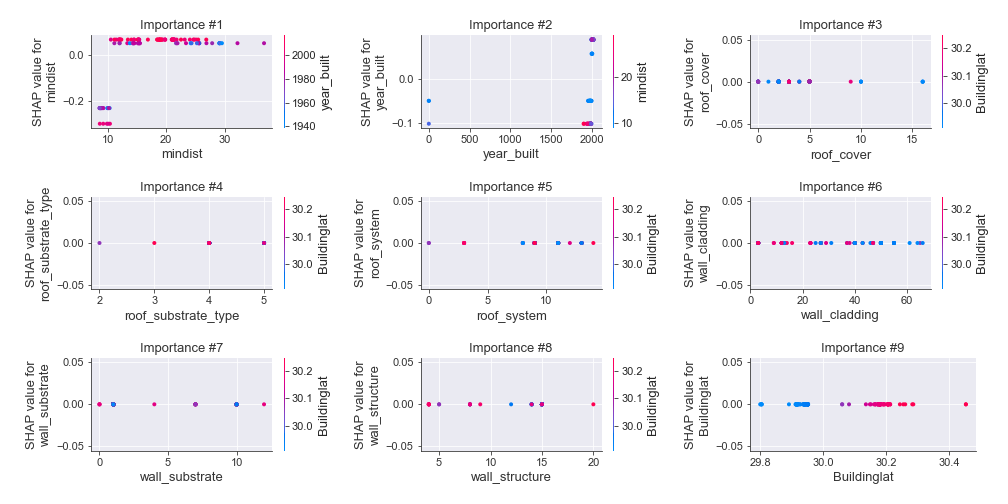 Importance #1
SHAP value for
mindist
0.0
−0.2
10
20
30
mindist
2000
1980
1960
1940
year_built
Importance #2
SHAP value for
year_built
0.0
−0.1
0
500
1000
1500
2000
year_built
20
10
mindist
Importance #3
SHAP value for
roof_cover
0.05
0.00
−0.05
0
5
10
15
roof_cover
30.2
30.1
30.0
Buildinglat
Importance #4
SHAP value for
roof_substrate_type
0.05
0.00
−0.05
2
3
4
5
roof_substrate_type
30.2
30.1
30.0
Buildinglat
Importance #5
SHAP value for
roof_system
0.05
0.00
−0.05
0
10
roof_system
30.2
30.1
30.0
Buildinglat
Importance #6
SHAP value for
wall_cladding
0.05
0.00
−0.05
0
20
40
60
wall_cladding
30.2
30.1
30.0
Buildinglat
Importance #7
SHAP value for
wall_substrate
0.05
0.00
−0.05
0
5
10
wall_substrate
30.2
30.1
30.0
Buildinglat
Importance #8
SHAP value for
wall_structure
0.05
0.00
−0.05
5
10
15
20
wall_structure
30.2
30.1
30.0
Buildinglat
Importance #9
SHAP value for
Buildinglat
0.05
0.00
−0.05
29.8
30.0
30.2
30.4
Buildinglat